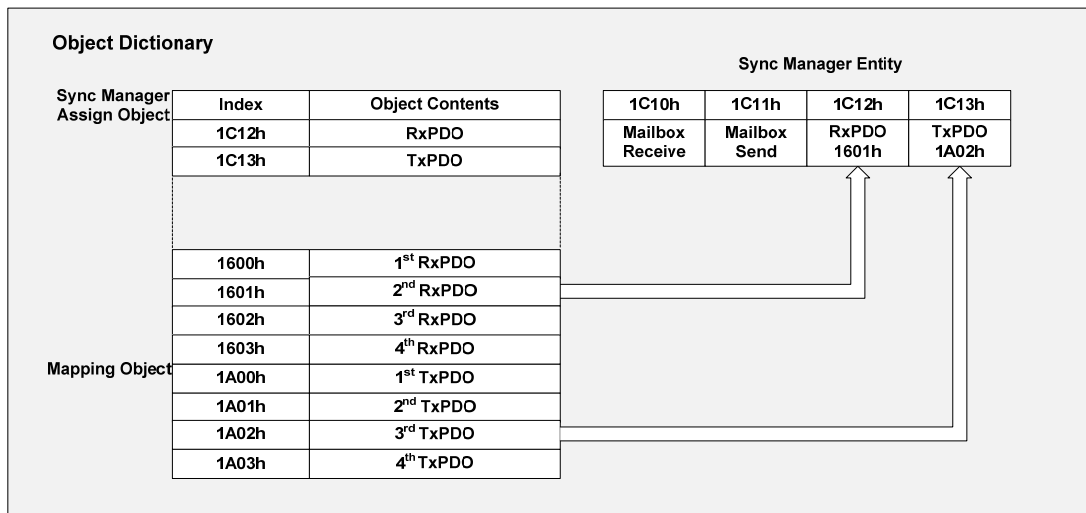 Object Dictionary
Sync Manager Entity
Sync Manager
Assign Object
Index Object Contents
1C12h RxPDO
1C13h TxPDO
1C10h 1C11h 1C12h 1C13h
Mailbox Mailbox RxPDO TxPDO
Receive Send 1601h 1A02h
Mapping Object
1600h 1st RxPDO
1601h 2nd RxPDO
1602h 3rd RxPDO
1603h 4th RxPDO
1A00h 1st TxPDO
1A01h 2nd TxPDO
1A02h 3rd TxPDO
1A03h 4th TxPDO